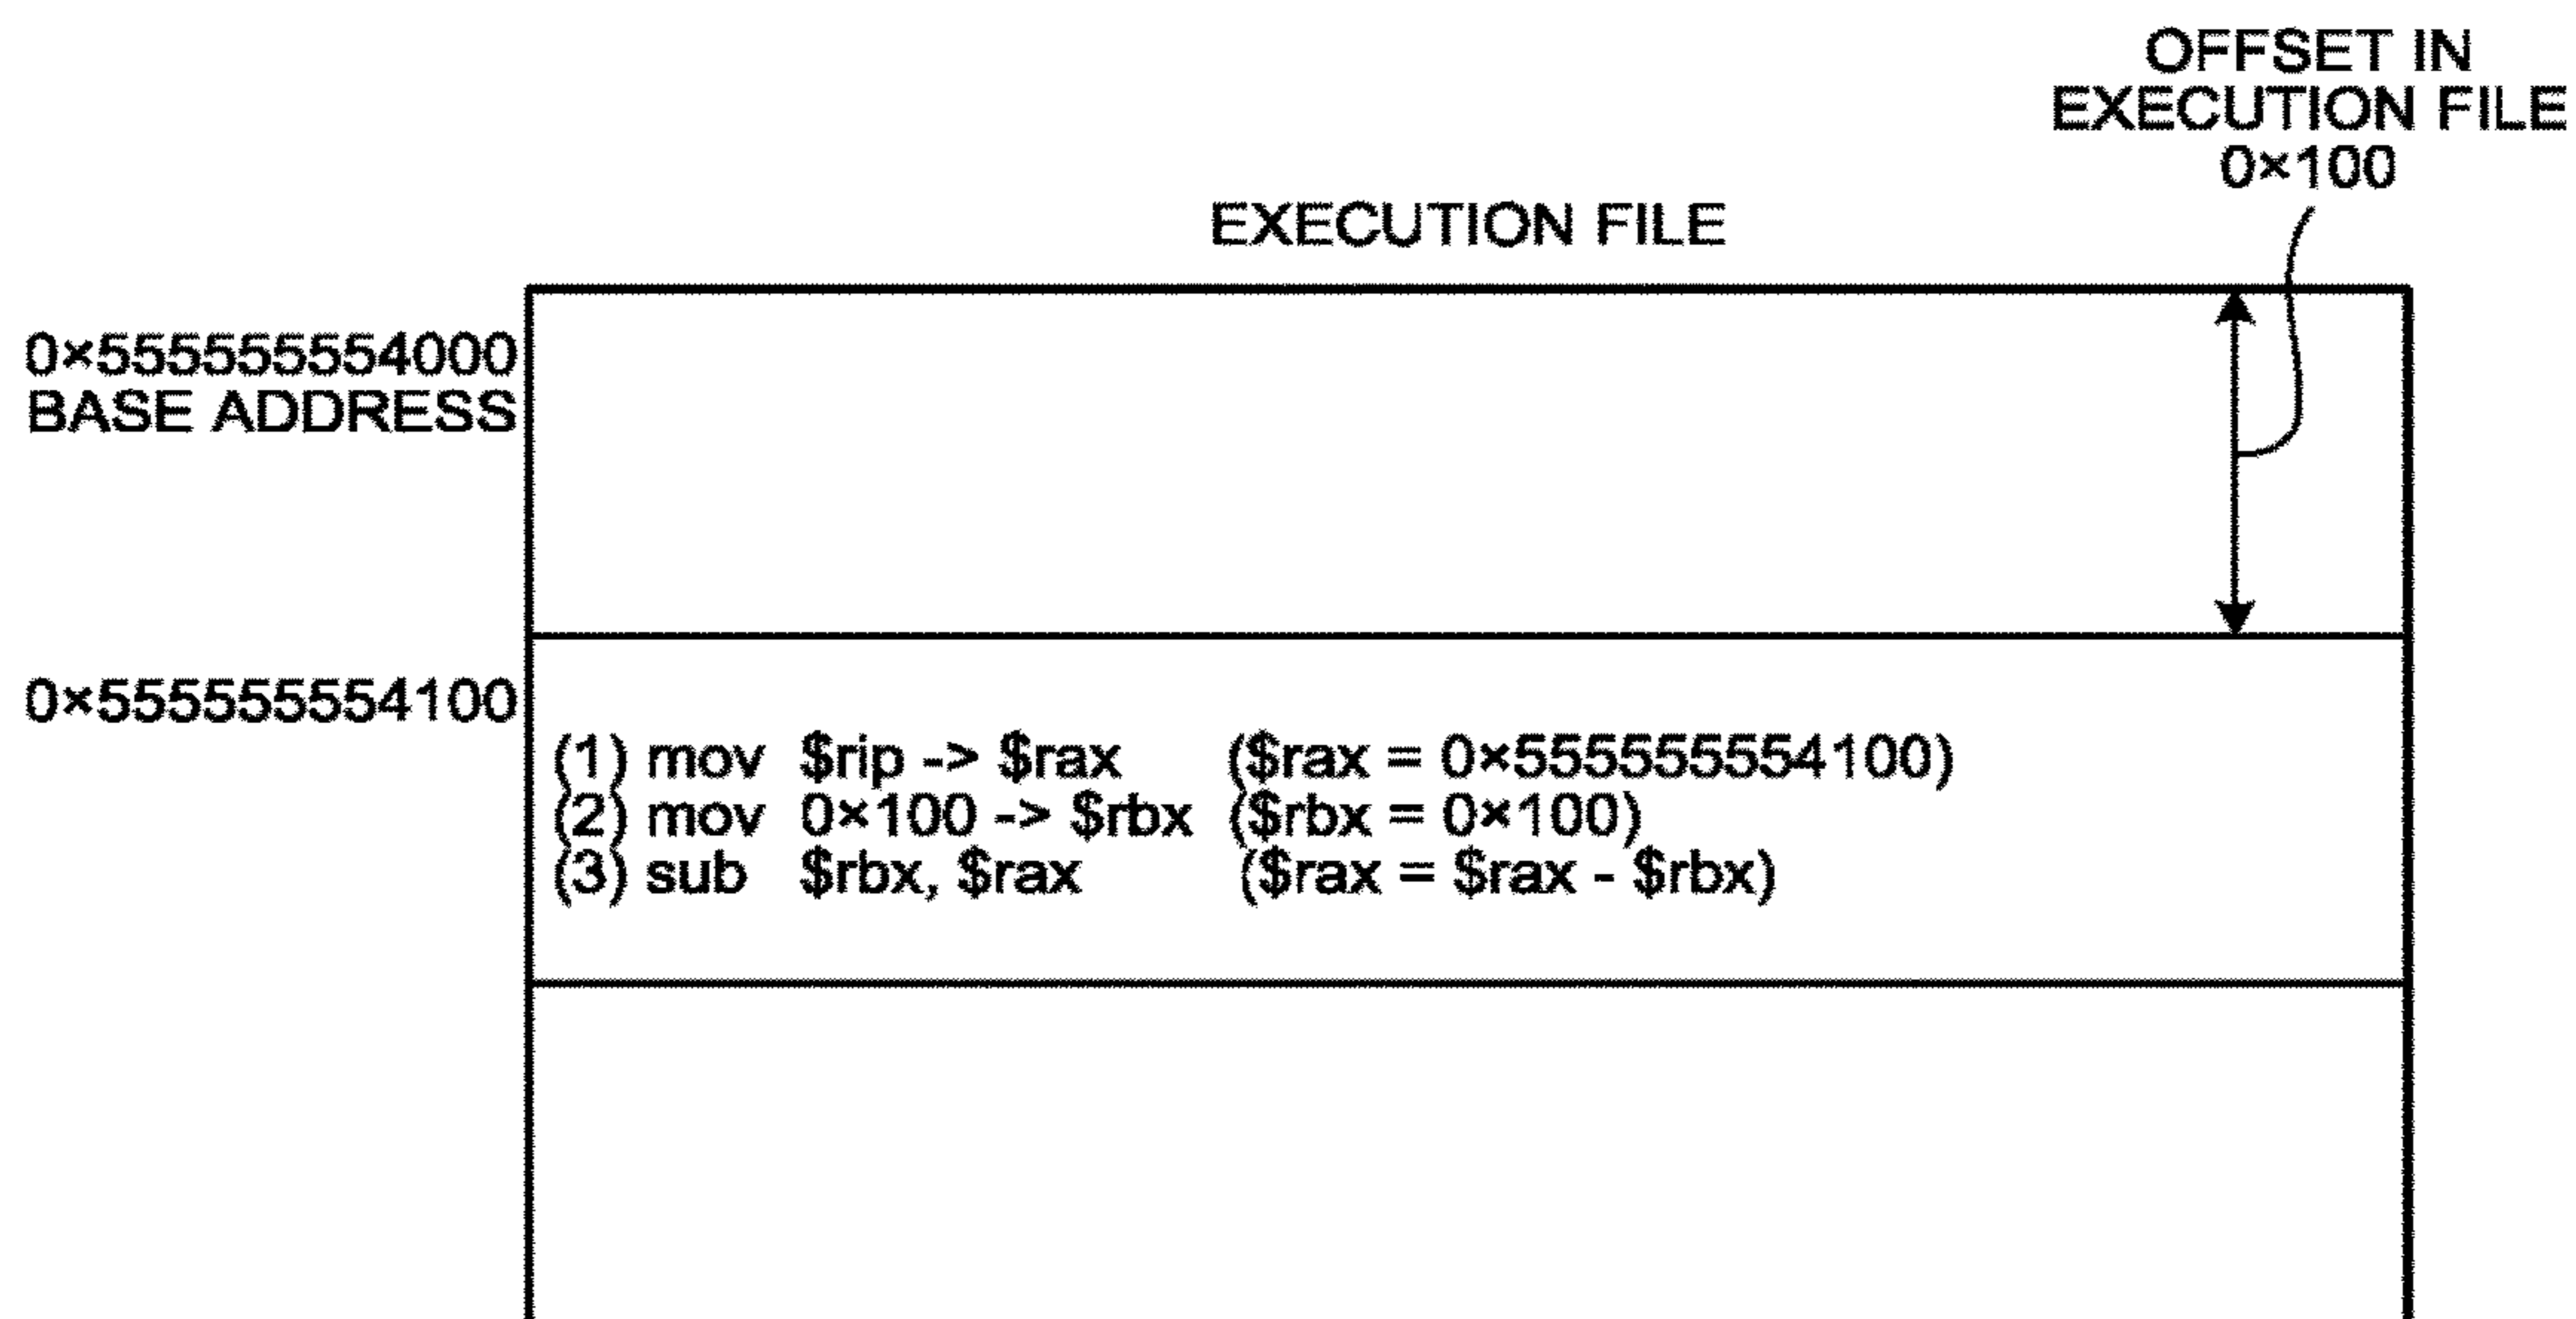 OFFSET IN
EXECUTION FILE
0×100
EXECUTION FILE
0×555555554000
BASE ADDRESS
0×555555554100
(1) mov $rip -> $rax ($rax = 0×555555554100)
(2) mov 0×100 -> $rbx ($rbx = 0×100)
(3) sub $rbx, $rax ($rax = $rax - $rbx)